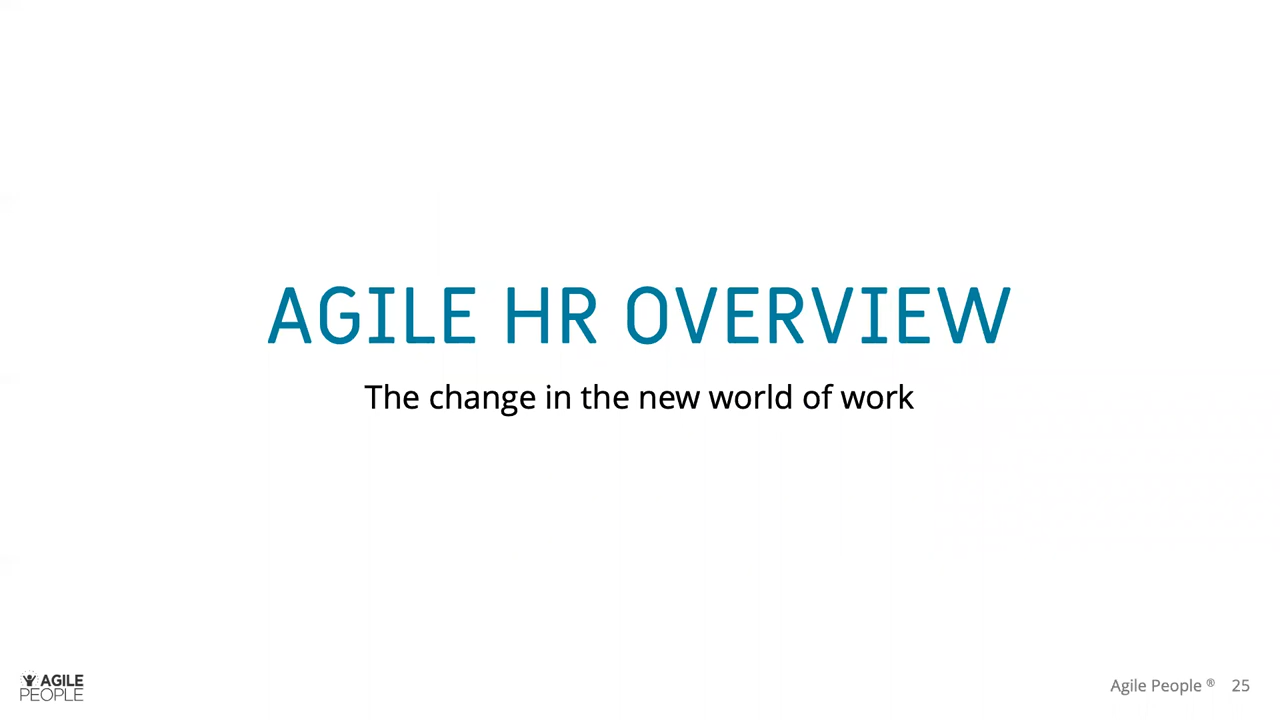 AGILE HR OVERVIEW
The change in the new world of work
AGILE
PEOPLE
Agile People ® 25